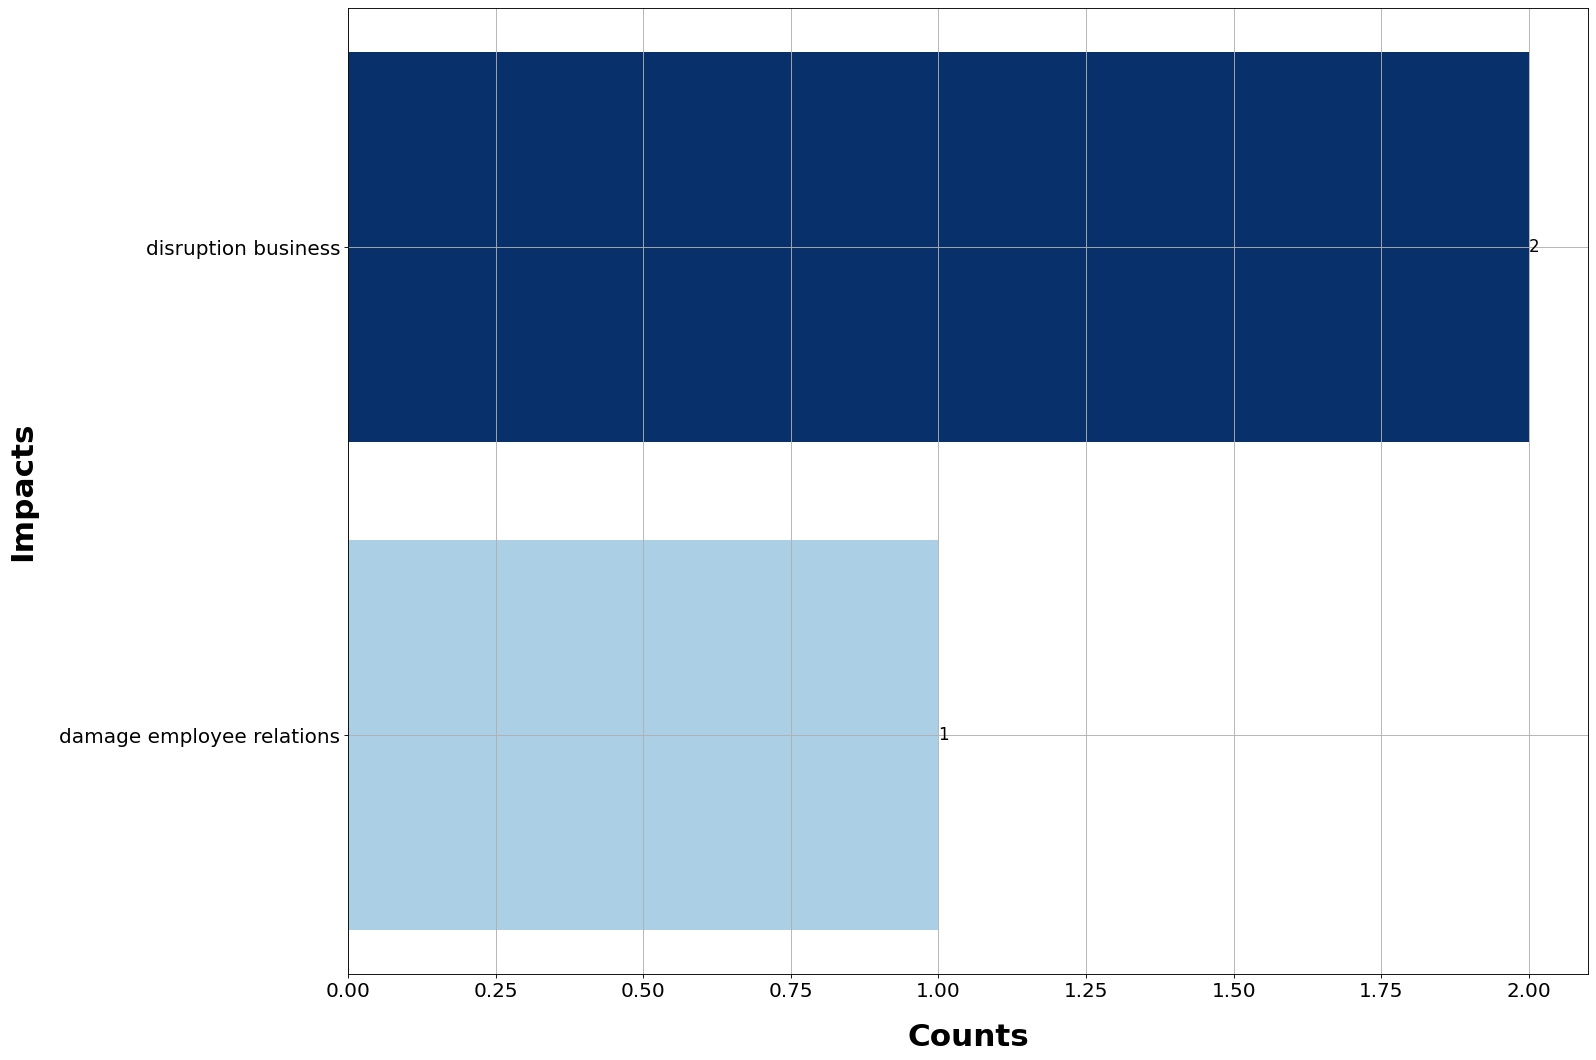 disruption business
2
Impacts
damage employee relations
1
0.00 0.25 0.50 0.75 1.00 1.25 1.50 1.75 2.00
Counts